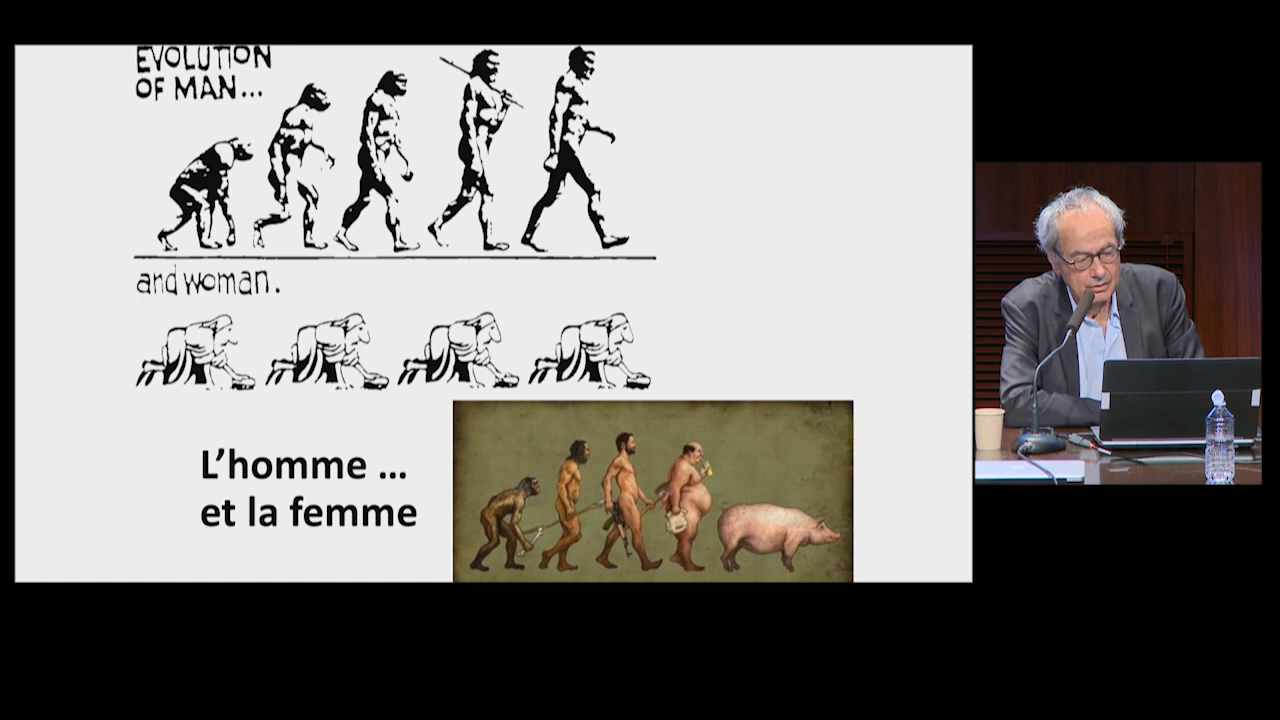 EVOLUTION
OF MAN...
and woman.
L’homme ...
et la femme